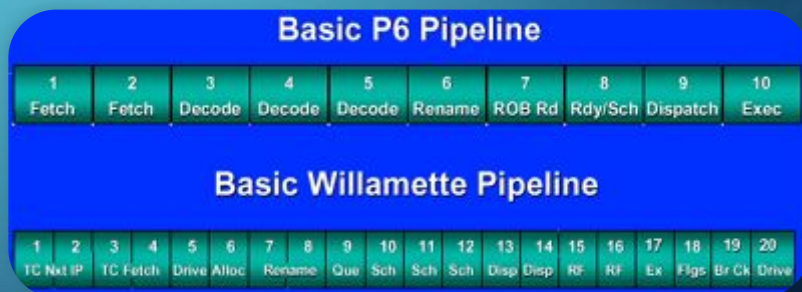 Basic P6 Pipeline
1 2 3 4 5 6 7 8 9 10
Fetch Fetch Decode Decode Decode Rename ROB Rd Rdy/Sch Dispatch Exec
Basic Willamette Pipeline
1 2 3 4 5 6 7 8 9 10 11 12 13 14 15 16 17 18 19 20
TC Nxt IP TC Fetch Drive Alloc Rename Que Sch Sch Sch Disp Disp RF RF Ex Flgs Br Ck Drive